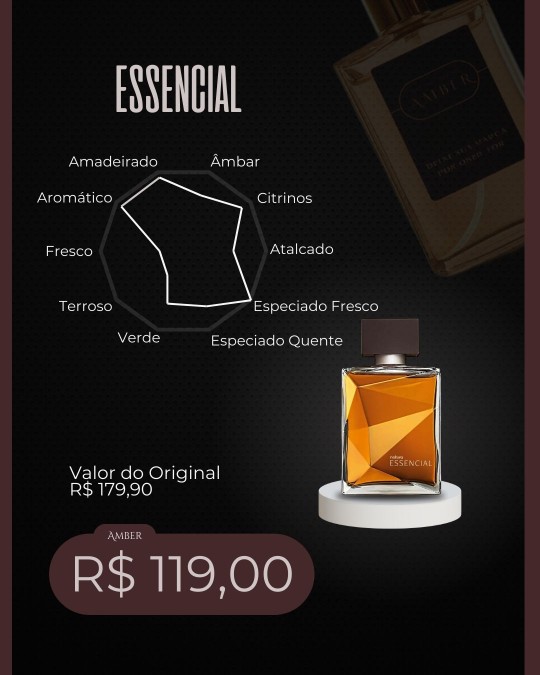 AMBER
ESSENCIAL
Amadeirado
Âmbar
Aromático
Citrinos
Fresco
Atalcado
Terroso
Especiado Fresco
Verde
Especiado Quente
natura
ESSENCIAL
Valor do Original
R$ 179,90
AMBER
R$ 119,00